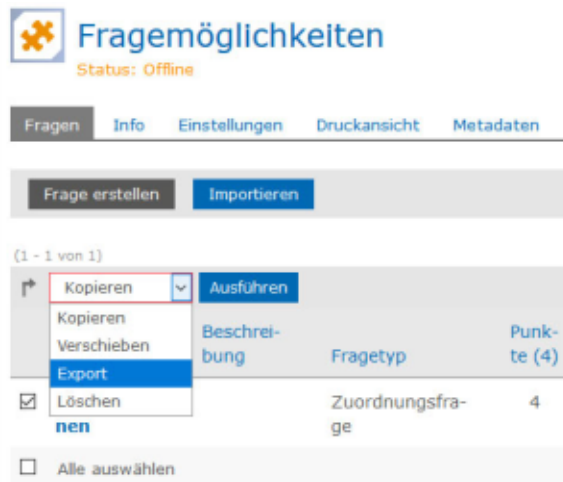 Fragemöglichkeiten
Status: Offline
Fragen Info Einstellungen Druckansicht Metadaten
Frage erstellen Importieren
(1 - 1 von 1)
Kopieren Ausführen
Kopieren
Verschieben
Export
Löschen
Beschrei-
bung
Fragetyp
Punk-
te (4)
nen
Zuordnungsfra-
ge
4
Alle auswählen